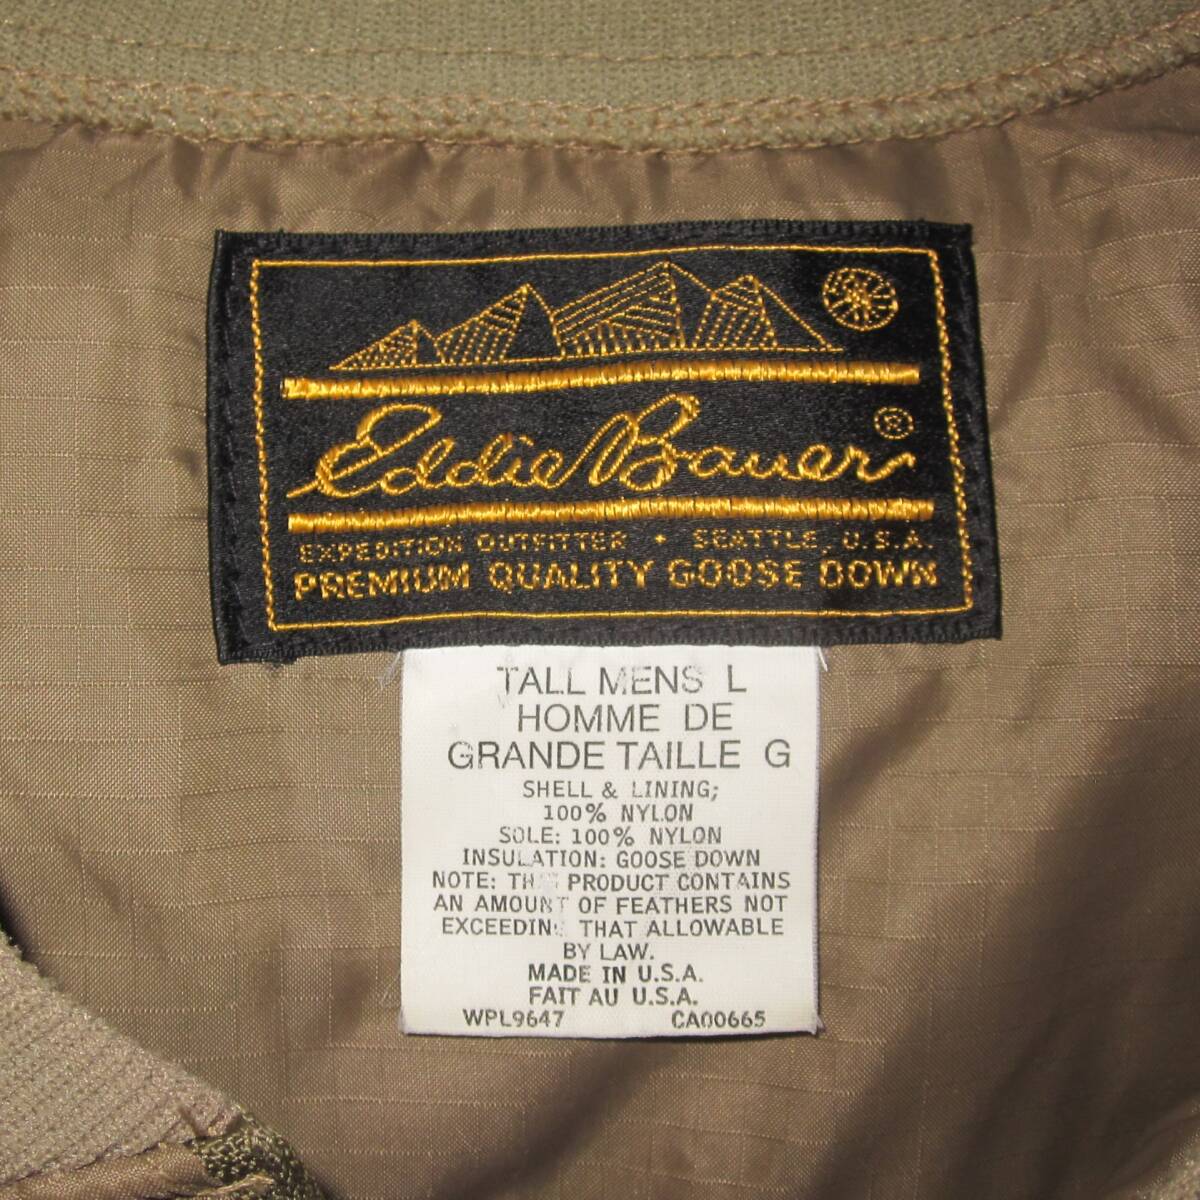 Eddie Bauer ®
EXPEDITION OUTFITTER • SEATTLE, U.S.A.
PREMIUM QUALITY GOOSE DOWN
TALL MENS L
HOMME DE
GRANDE TAILLE G
SHELL & LINING;
100% NYLON
SOLE: 100% NYLON
INSULATION: GOOSE DOWN
NOTE: TH PRODUCT CONTAINS
AN AMOUNT OF FEATHERS NOT
EXCEEDIN THAT ALLOWABLE
BY LAW.
MADE IN U.S.A.
FAIT AU U.S.A.
WPL9647 CA00665